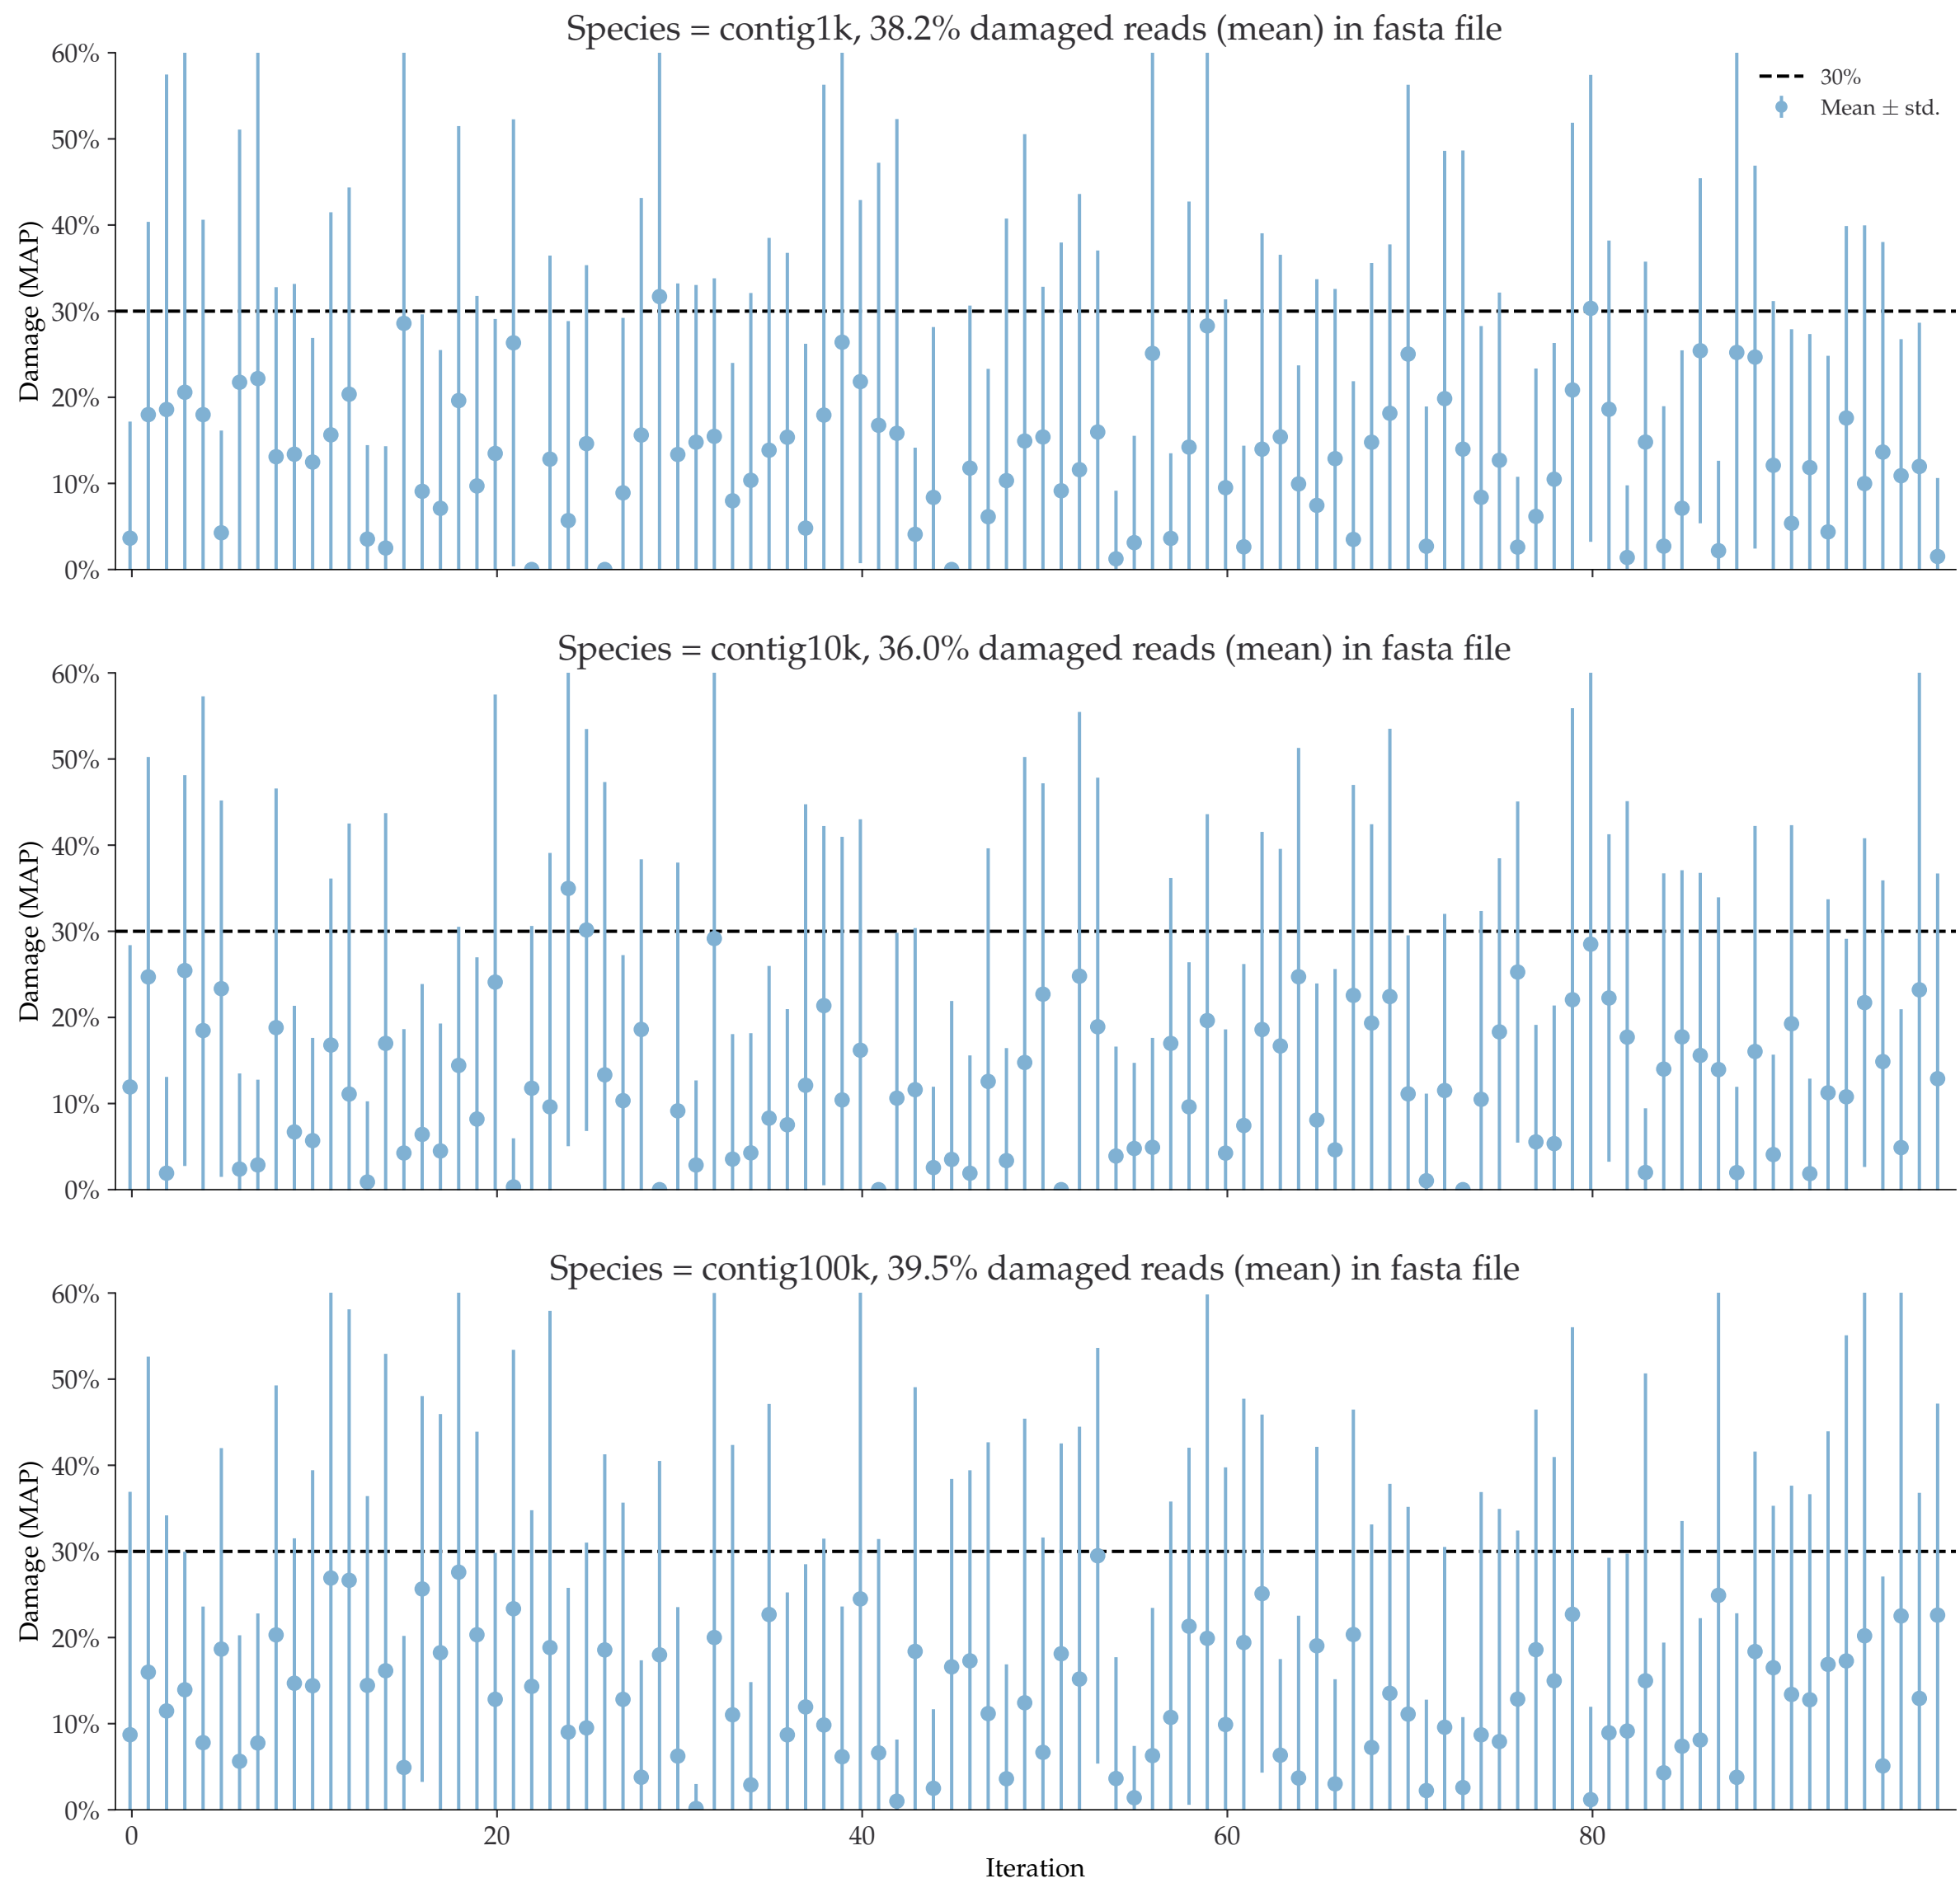 Species = contig1k, 38.2% damaged reads (mean) in fasta file
60%
50%
40%
30%
20%
10%
0%
Damage (MAP)
30%
Mean ± std.
Species = contig10k, 36.0% damaged reads (mean) in fasta file
60%
50%
40%
30%
20%
10%
0%
Damage (MAP)
Species = contig100k, 39.5% damaged reads (mean) in fasta file
60%
50%
40%
30%
20%
10%
0%
Damage (MAP)
0 20 40 60 80
Iteration